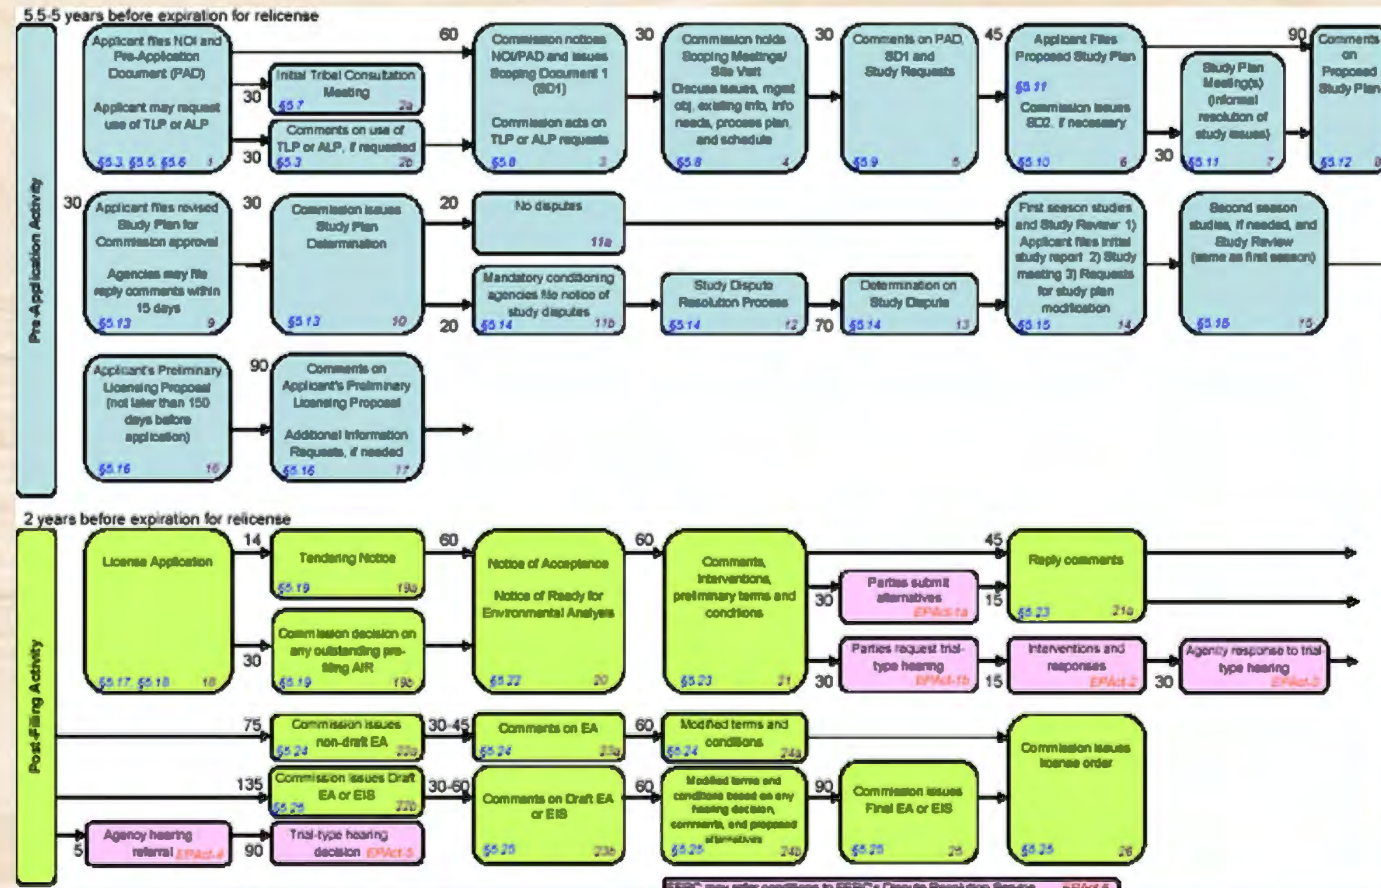 5.5-5 years before expiration for relicense
Pre-Application Activity
Applicant files NOI and
Pre-Application
Document (PAD)
Applicant may request
use of TLP or ALP
§5.3, §5.5, §5.6 1
60
30
30
Initial Tribal Consultation
Meeting
§5.7 2a
Comments on use of
TLP or ALP, if requested
§5.3 2b
Commission notices
NOI/PAD and issues
Scoping Document 1
(SD1)
Commission acts on
TLP or ALP requests
§5.8 3
30
Commission holds
Scoping Meetings/
Site Visit
Discuss issues, mgmt
obj, existing info, info
needs, process plan,
and schedule
§5.8 4
30
Comments on PAD,
SD1 and
Study Requests
§5.9 5
45
Applicant Files
Proposed Study Plan
§5.11
Commission issues
SD2, if necessary
§5.10 6
30
Study Plan
Meeting(s)
(informal
resolution of
study issues)
§5.11 7
90
Comments
on
Proposed
Study Plan
§5.12 8
30
Applicant files revised
Study Plan for
Commission approval
Agencies may file
reply comments within
15 days
§5.13 9
30
Commission issues
Study Plan
Determination
§5.13 10
20
No disputes
11a
20
Mandatory conditioning
agencies file notice of
study disputes
§5.14 11b
Study Dispute
Resolution Process
§5.14 12
70
Determination on
Study Dispute
§5.14 13
First season studies
and Study Review 1)
Applicant files initial
study report 2) Study
meeting 3) Requests
for study plan
modification
§5.15 14
Second season
studies, if needed, and
Study Review
(same as first season)
§5.15 15
Applicant's Preliminary
Licensing Proposal
(not later than 150
days before
application)
§5.16 16
90
Comments on
Applicant's Preliminary
Licensing Proposal
Additional Information
Requests, if needed
§5.16 17
2 years before expiration for relicense
Post-Filing Activity
License Application
§5.17, §5.18 18
14
Tendering Notice
§5.19 19a
30
Commission decision on
any outstanding pre-
filing AIR
§5.19 19b
60
Notice of Acceptance
Notice of Ready for
Environmental Analysis
§5.22 20
60
Comments,
interventions,
preliminary terms and
conditions
§5.23 21
30
Parties submit
alternatives
EPAct-1a
45
15
Reply comments
§5.23 21a
30
Parties request trial-
type hearing
EPAct-1b
15
Interventions and
responses
EPAct-2
30
Agency response to trial-
type hearing
EPAct-3
75
Commission issues
non-draft EA
§5.24 22a
30-45
Comments on EA
§5.24 23a
60
Modified terms and
conditions
§5.24 24a
135
Commission issues Draft
EA or EIS
§5.25 22b
30-60
Comments on Draft EA
or EIS
§5.25 23b
60
Modified terms and
conditions based on any
hearing decision,
comments, and proposed
alternatives
§5.25 24b
90
Commission issues
Final EA or EIS
§5.25 25
Commission issues
license order
§5.25 26
5
Agency hearing
referral EPAct-4
90
Trial-type hearing
decision EPAct-5
FERC may refer conditions to FERC's Dispute Resolution Service EPAct-6